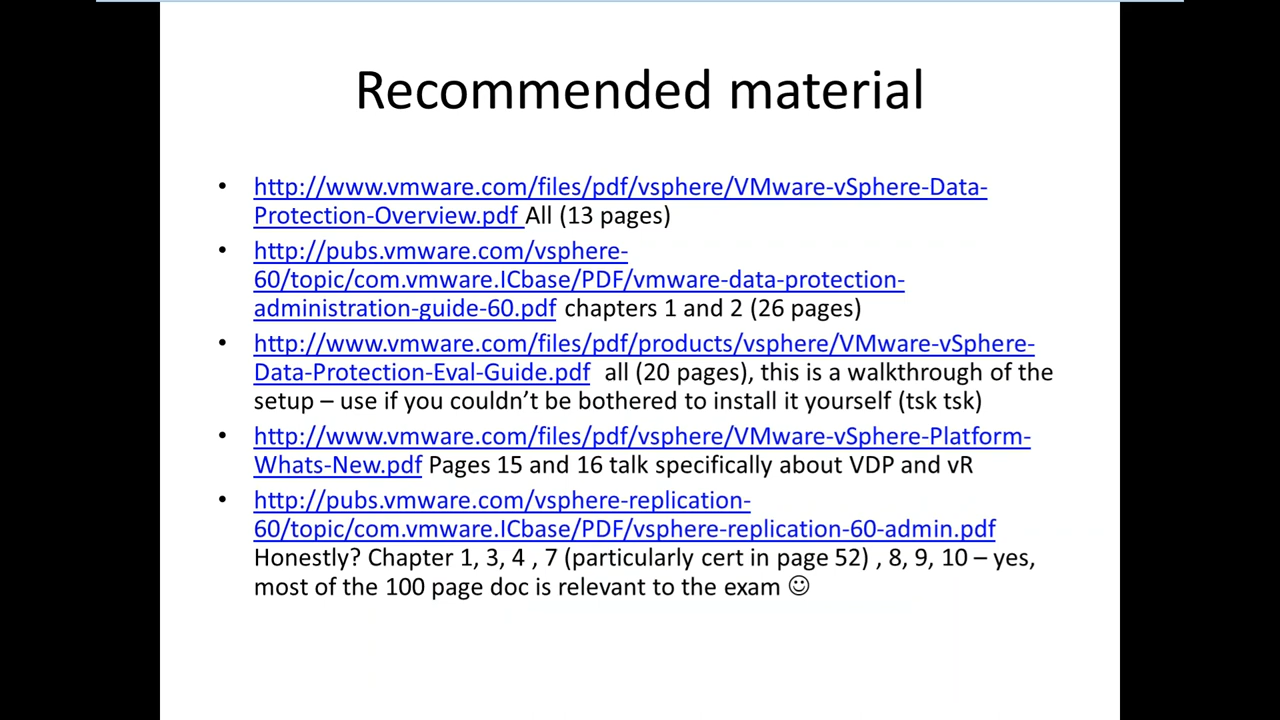 Recommended material
• http://www.vmware.com/files/pdf/vsphere/VMware-vSphere-Data-
Protection-Overview.pdf All (13 pages)
• http://pubs.vmware.com/vsphere-
60/topic/com.vmware.ICbase/PDF/vmware-data-protection-
administration-guide-60.pdf chapters 1 and 2 (26 pages)
• http://www.vmware.com/files/pdf/products/vsphere/VMware-vSphere-
Data-Protection-Eval-Guide.pdf all (20 pages), this is a walkthrough of the
setup – use if you couldn’t be bothered to install it yourself (tsk tsk)
• http://www.vmware.com/files/pdf/vsphere/VMware-vSphere-Platform-
Whats-New.pdf Pages 15 and 16 talk specifically about VDP and vR
• http://pubs.vmware.com/vsphere-replication-
60/topic/com.vmware.ICbase/PDF/vsphere-replication-60-admin.pdf
Honestly? Chapter 1, 3, 4 , 7 (particularly cert in page 52) , 8, 9, 10 – yes,
most of the 100 page doc is relevant to the exam ☺